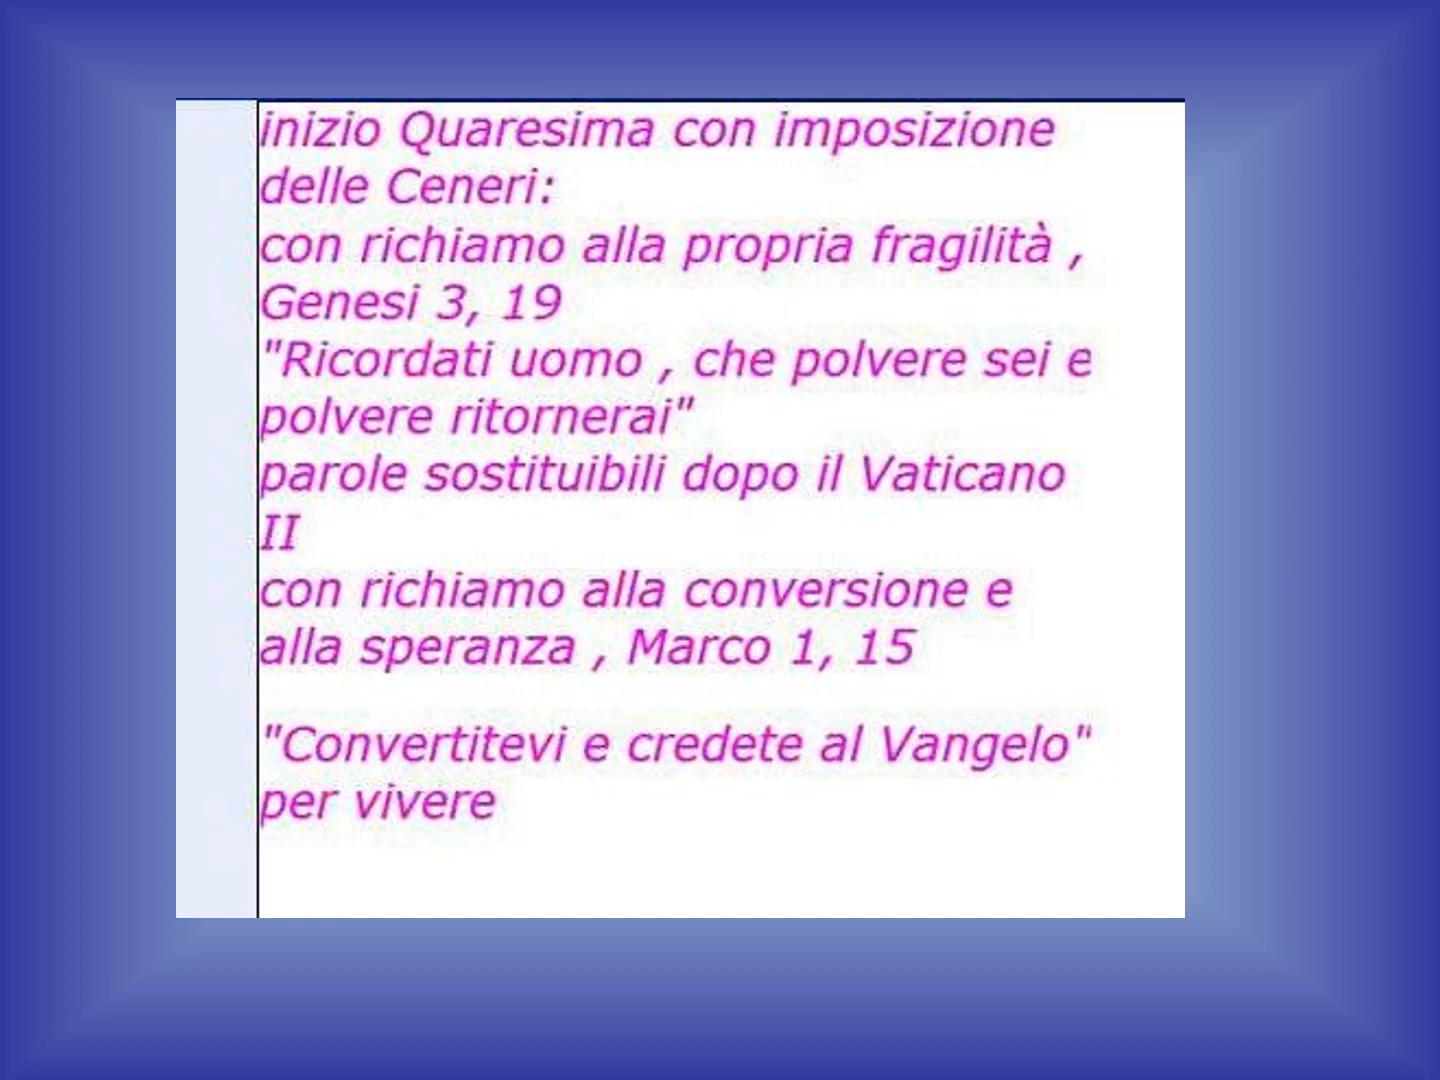 inizio Quaresima con imposizione
delle Ceneri:
con richiamo alla propria fragilità ,
Genesi 3, 19
"Ricordati uomo , che polvere sei e
polvere ritornerai"
parole sostituibili dopo il Vaticano
II
con richiamo alla conversione e
alla speranza , Marco 1, 15
"Convertitevi e credete al Vangelo"
per vivere